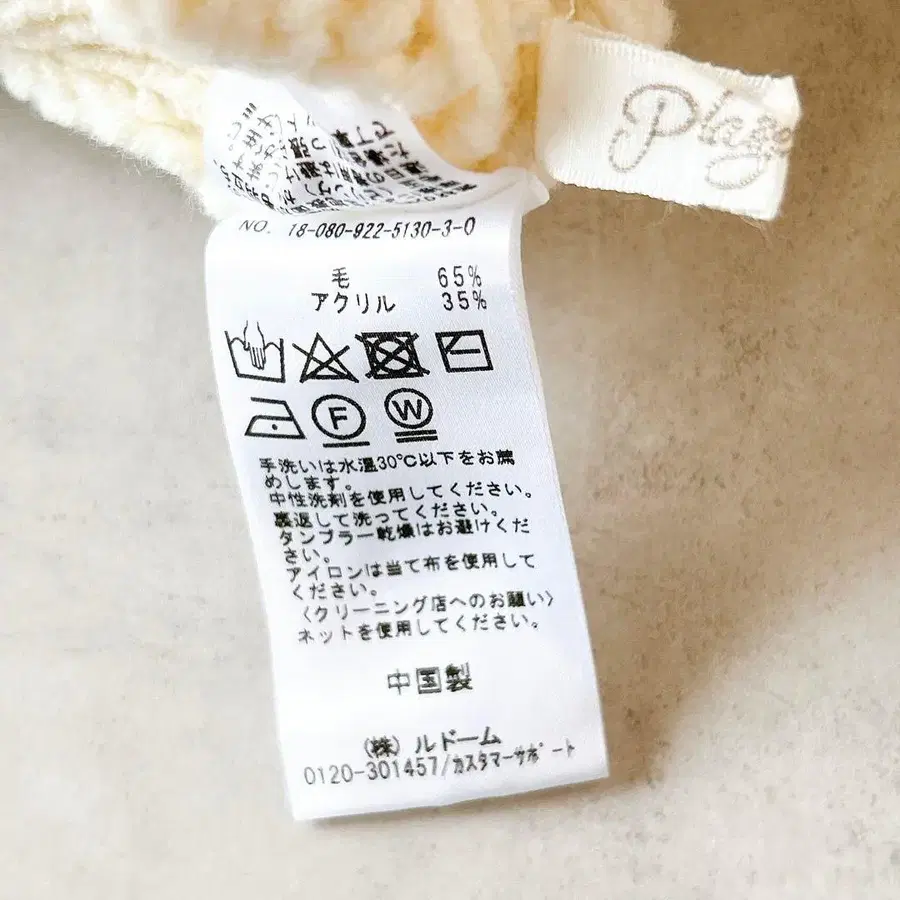 Plage
NO. 18-080-922-5130-3-0
毛 65%
アクリル 35%
F W
手洗いは水温30℃以下をお薦
めします。
中性洗剤を使用してください。
裏返して洗ってください。
タンブラー乾燥はお避けくだ
さい。
アイロンは当て布を使用して
ください。
〈クリーニング店へのお願い〉
ネットを使用してください。
中国製
(株) ルドーム
0120-301457/カスタマーサポート